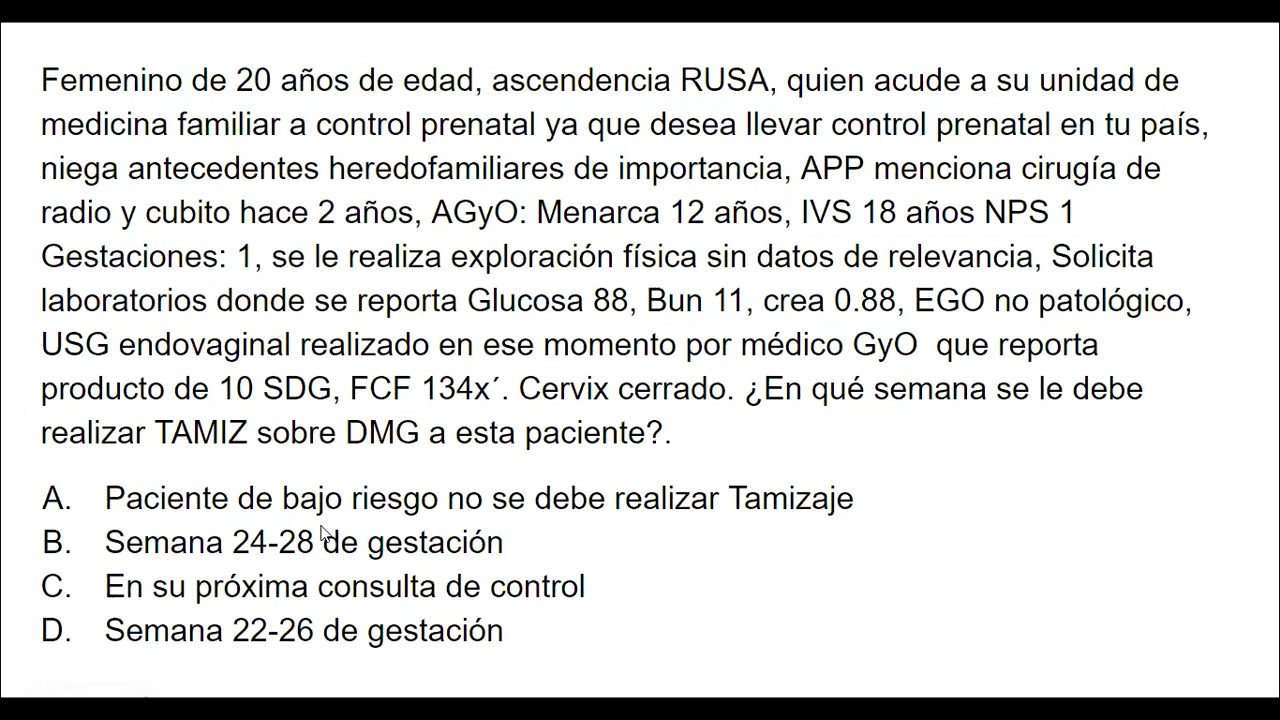 Femenino de 20 años de edad, ascendencia RUSA, quien acude a su unidad de
medicina familiar a control prenatal ya que desea llevar control prenatal en tu país,
niega antecedentes heredofamiliares de importancia, APP menciona cirugía de
radio y cubito hace 2 años, AGyO: Menarca 12 años, IVS 18 años NPS 1
Gestaciones: 1, se le realiza exploración física sin datos de relevancia, Solicita
laboratorios donde se reporta Glucosa 88, Bun 11, crea 0.88, EGO no patológico,
USG endovaginal realizado en ese momento por médico GyO  que reporta
producto de 10 SDG, FCF 134x´. Cervix cerrado. ¿En qué semana se le debe
realizar TAMIZ sobre DMG a esta paciente?.
A. Paciente de bajo riesgo no se debe realizar Tamizaje
B. Semana 24-28 de gestación
C. En su próxima consulta de control
D. Semana 22-26 de gestación